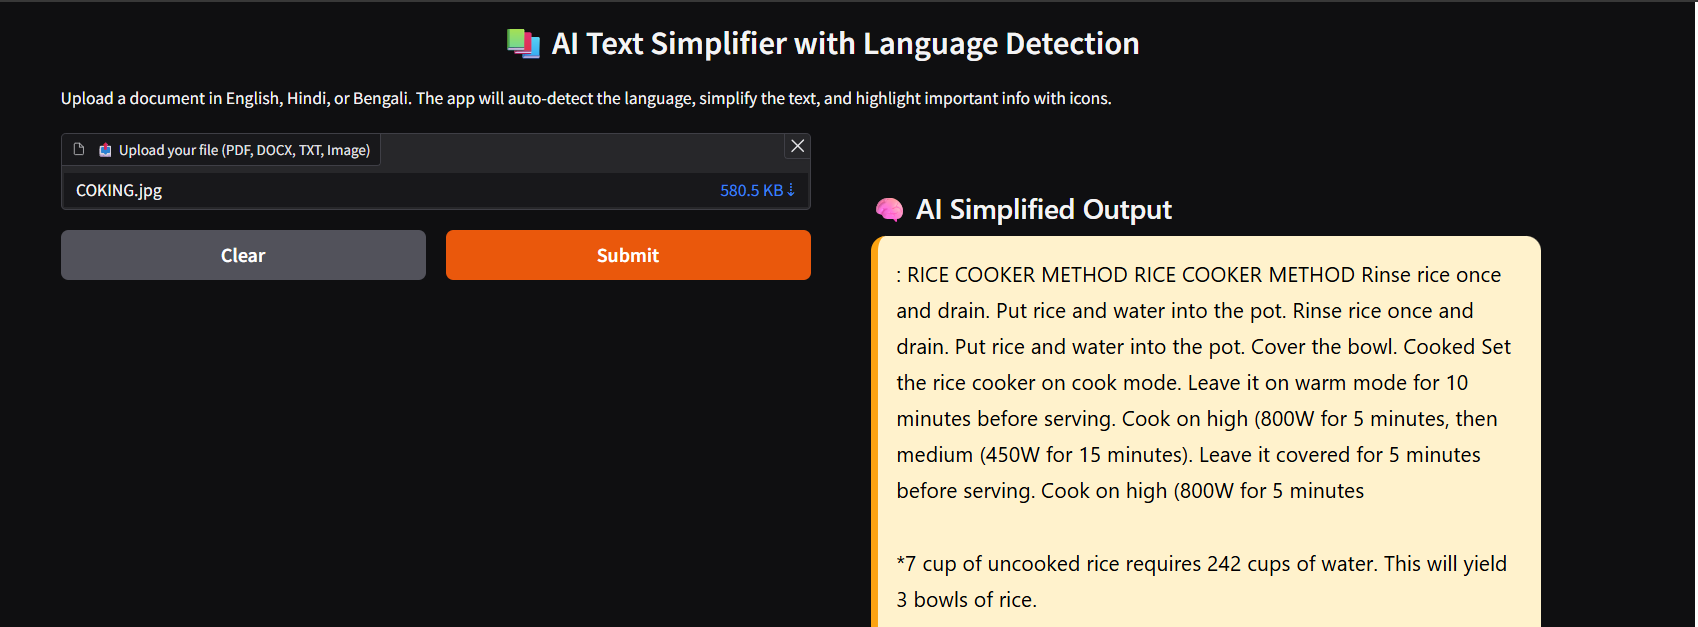 📚 AI Text Simplifier with Language Detection
Upload a document in English, Hindi, or Bengali. The app will auto-detect the language, simplify the text, and highlight important info with icons.
📤 Upload your file (PDF, DOCX, TXT, Image)
COKING.jpg 580.5 KB ⇣
Clear Submit
🧠 AI Simplified Output
: RICE COOKER METHOD RICE COOKER METHOD Rinse rice once
and drain. Put rice and water into the pot. Rinse rice once and
drain. Put rice and water into the pot. Cover the bowl. Cooked Set
the rice cooker on cook mode. Leave it on warm mode for 10
minutes before serving. Cook on high (800W for 5 minutes, then
medium (450W for 15 minutes). Leave it covered for 5 minutes
before serving. Cook on high (800W for 5 minutes
*7 cup of uncooked rice requires 242 cups of water. This will yield
3 bowls of rice.